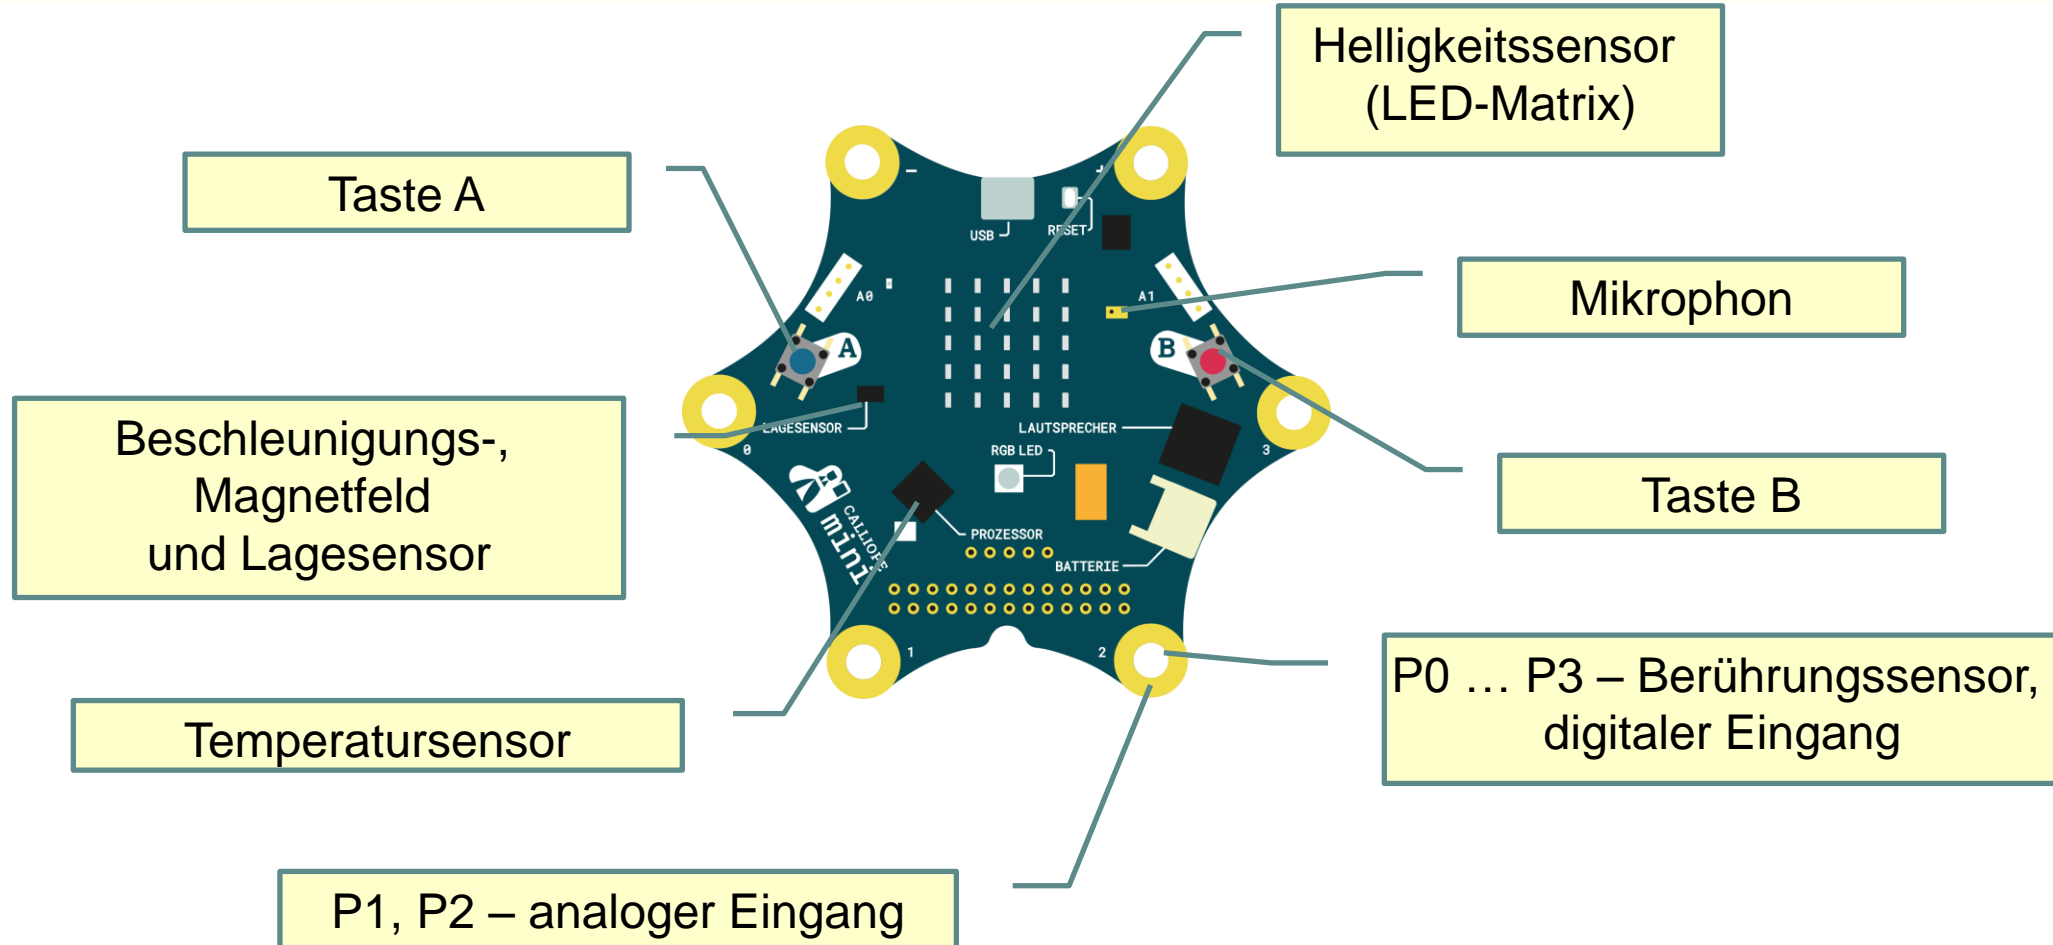 Helligkeitssensor
(LED-Matrix)
Taste A
Mikrophon
Beschleunigungs-,
Magnetfeld
und Lagesensor
Taste B
Temperatursensor
P0 … P3 – Berührungssensor,
digitaler Eingang
P1, P2 – analoger Eingang
−
+
USB
RESET
A0
A1
A
B
LAGESENSOR
LAUTSPRECHER
0
3
RGB LED
CALLIOPE
mini
PROZESSOR
BATTERIE
1
2